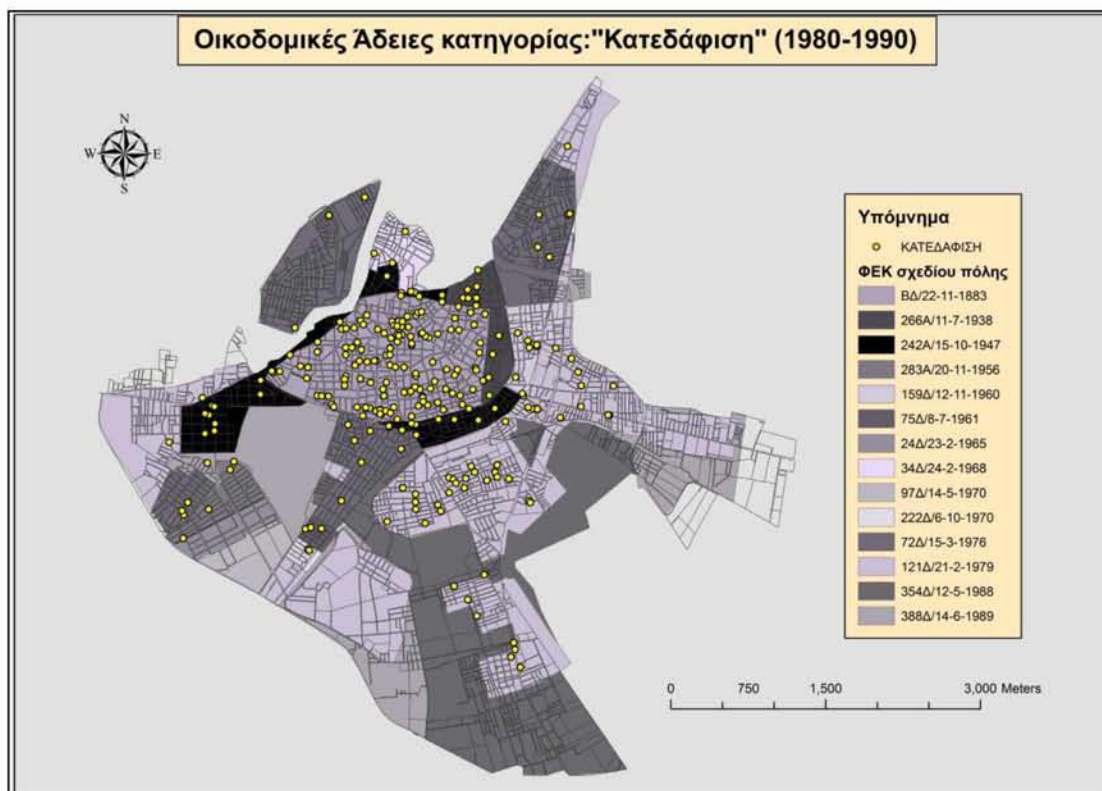 Οικοδομικές Άδειες κατηγορίας:"Κατεδάφιση" (1980-1990)
N
W E
S
Υπόμνημα
ΚΑΤΕΔΑΦΙΣΗ
ΦΕΚ σχεδίου πόλης
ΒΔ/22-11-1883
266Α/11-7-1938
242Α/15-10-1947
283Α/20-11-1956
159Δ/12-11-1960
75Δ/8-7-1961
24Δ/23-2-1965
34Δ/24-2-1968
97Δ/14-5-1970
222Δ/6-10-1970
72Δ/15-3-1976
121Δ/21-2-1979
354Δ/12-5-1988
388Δ/14-6-1989
0 750 1,500 3,000 Meters